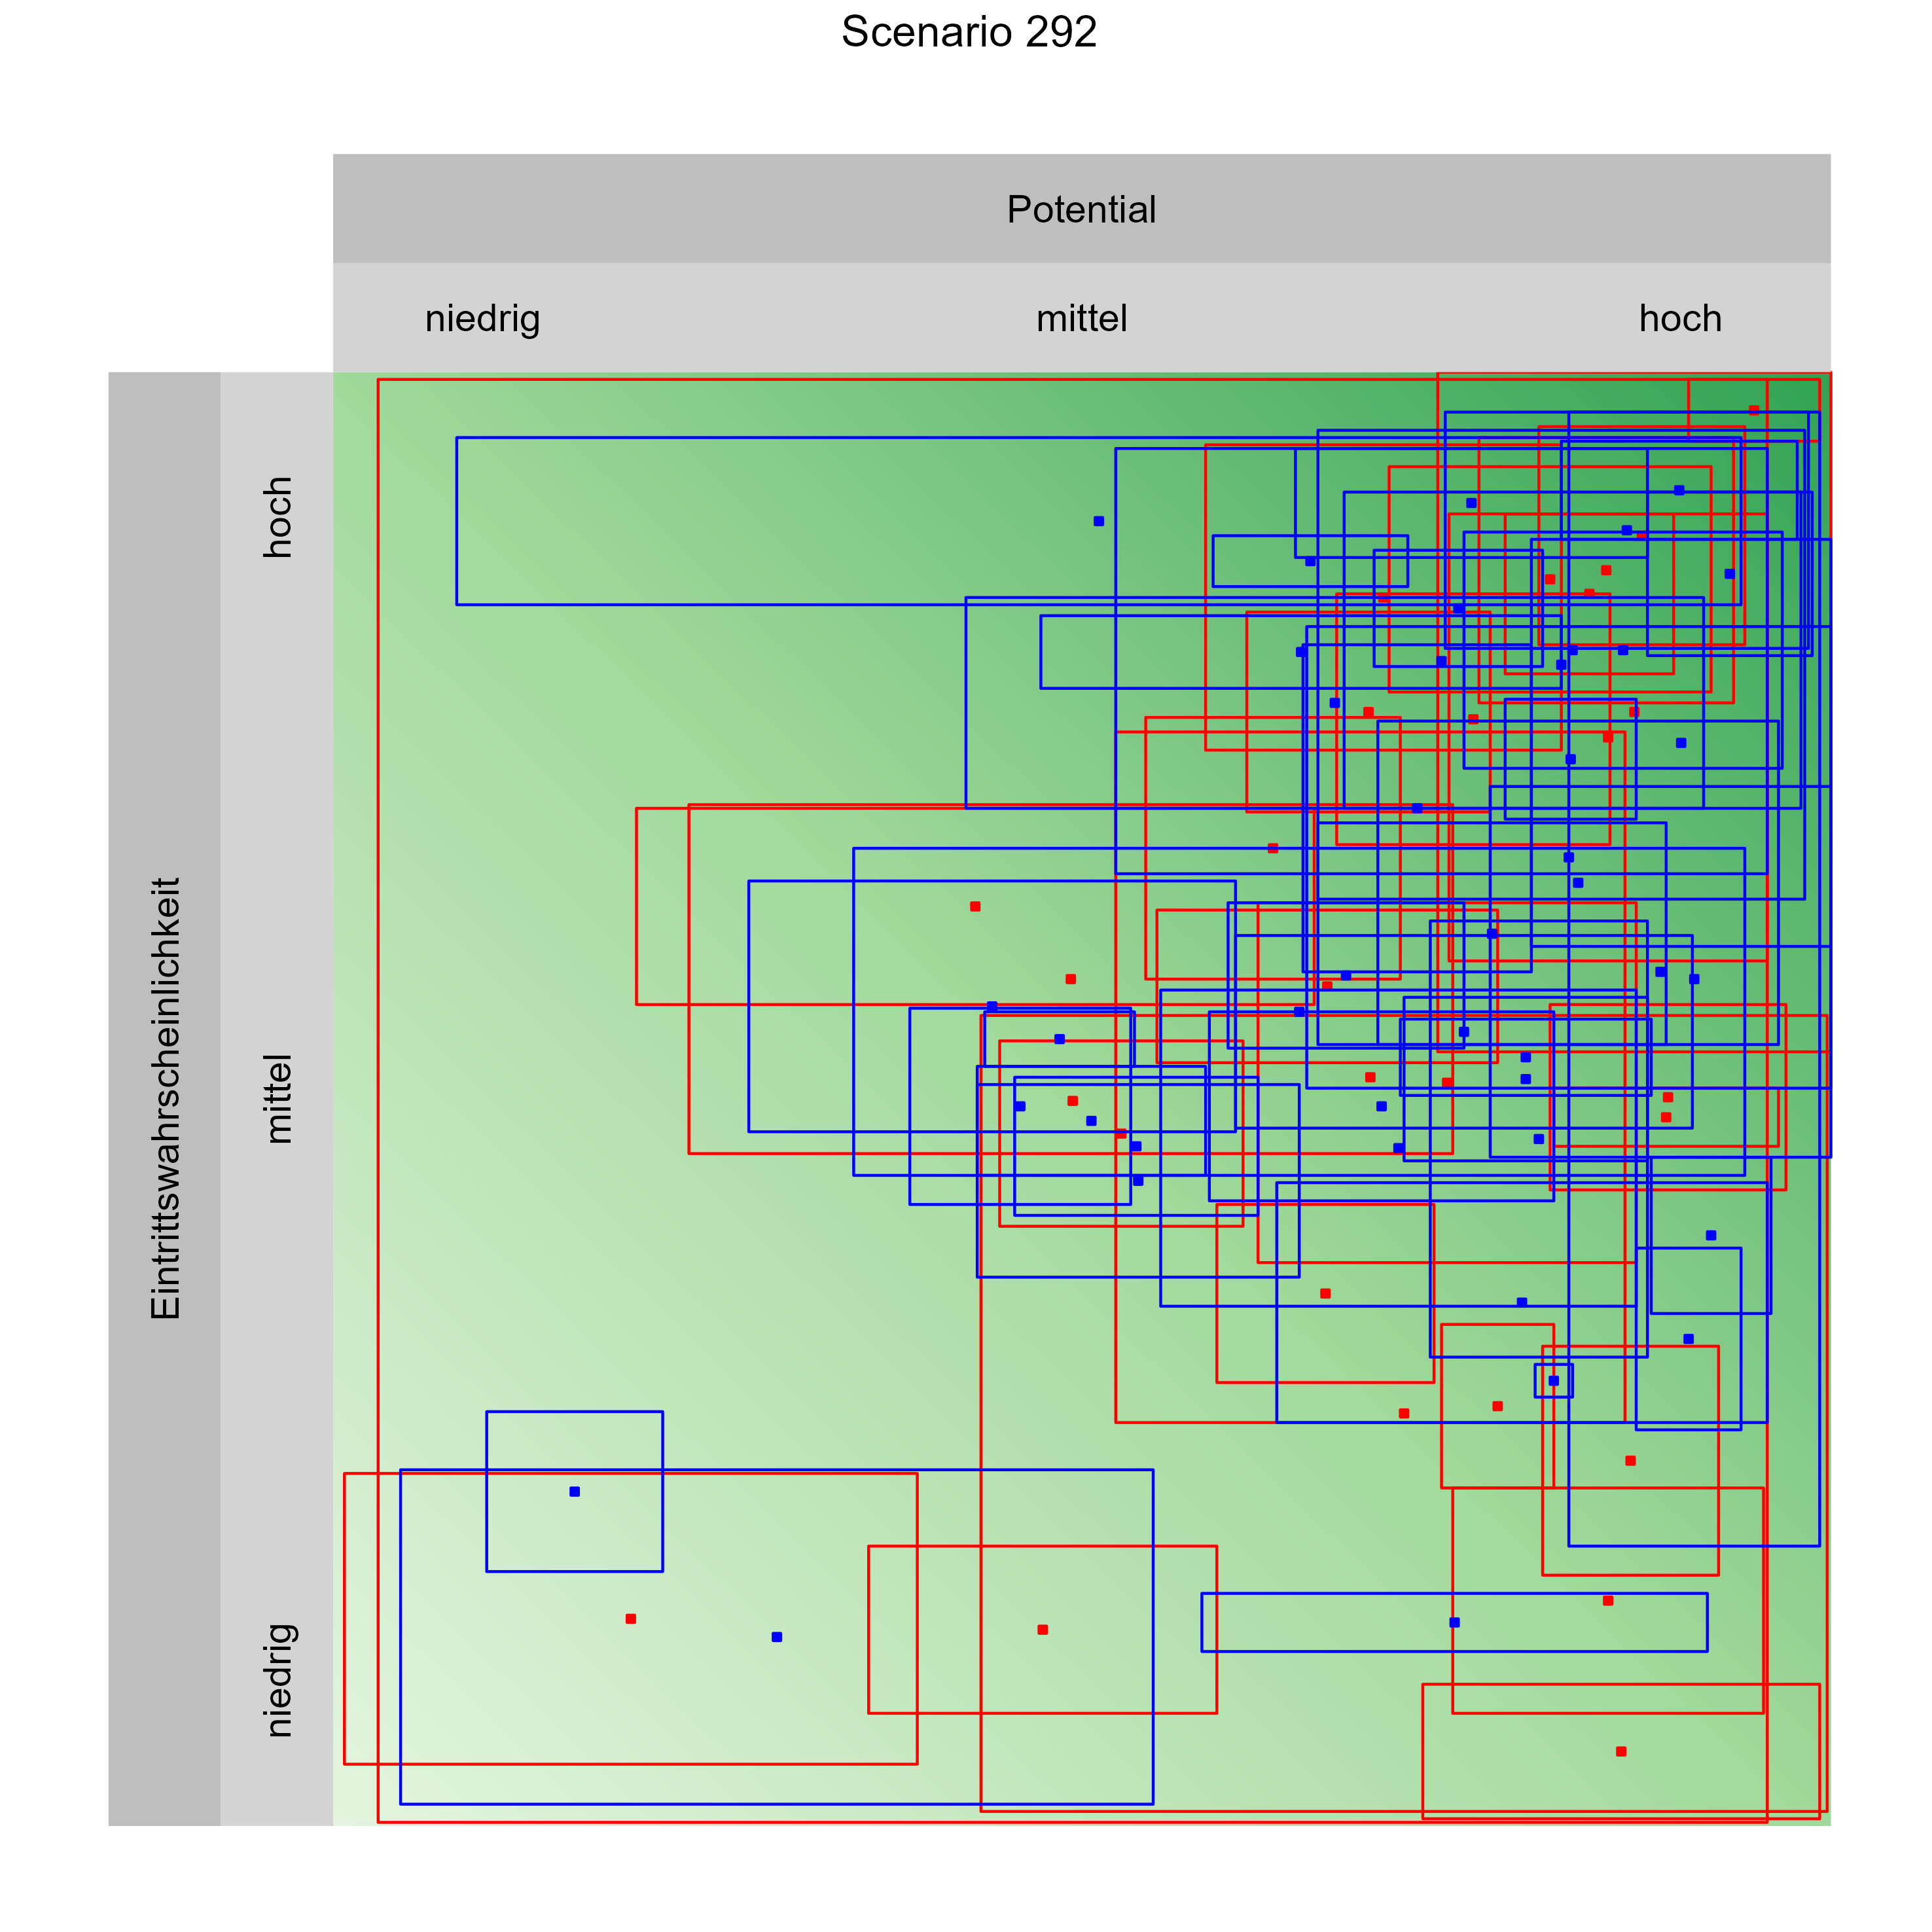 Scenario 292
Potential
niedrig
mittel
hoch
Eintrittswahrscheinlichkeit
hoch
mittel
niedrig